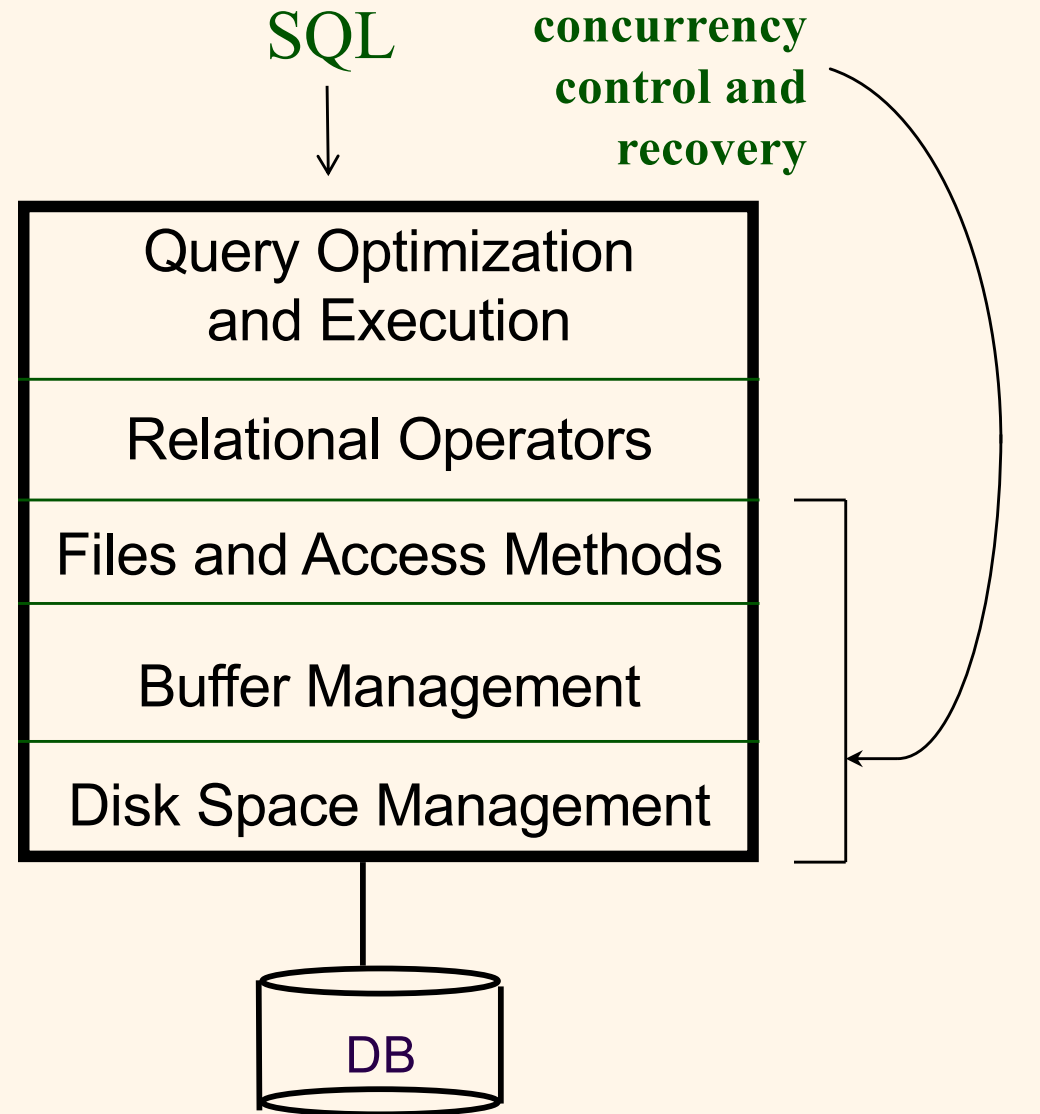 SQL
concurrency
control and
recovery
Query Optimization
and Execution
Relational Operators
Files and Access Methods
Buffer Management
Disk Space Management
DB